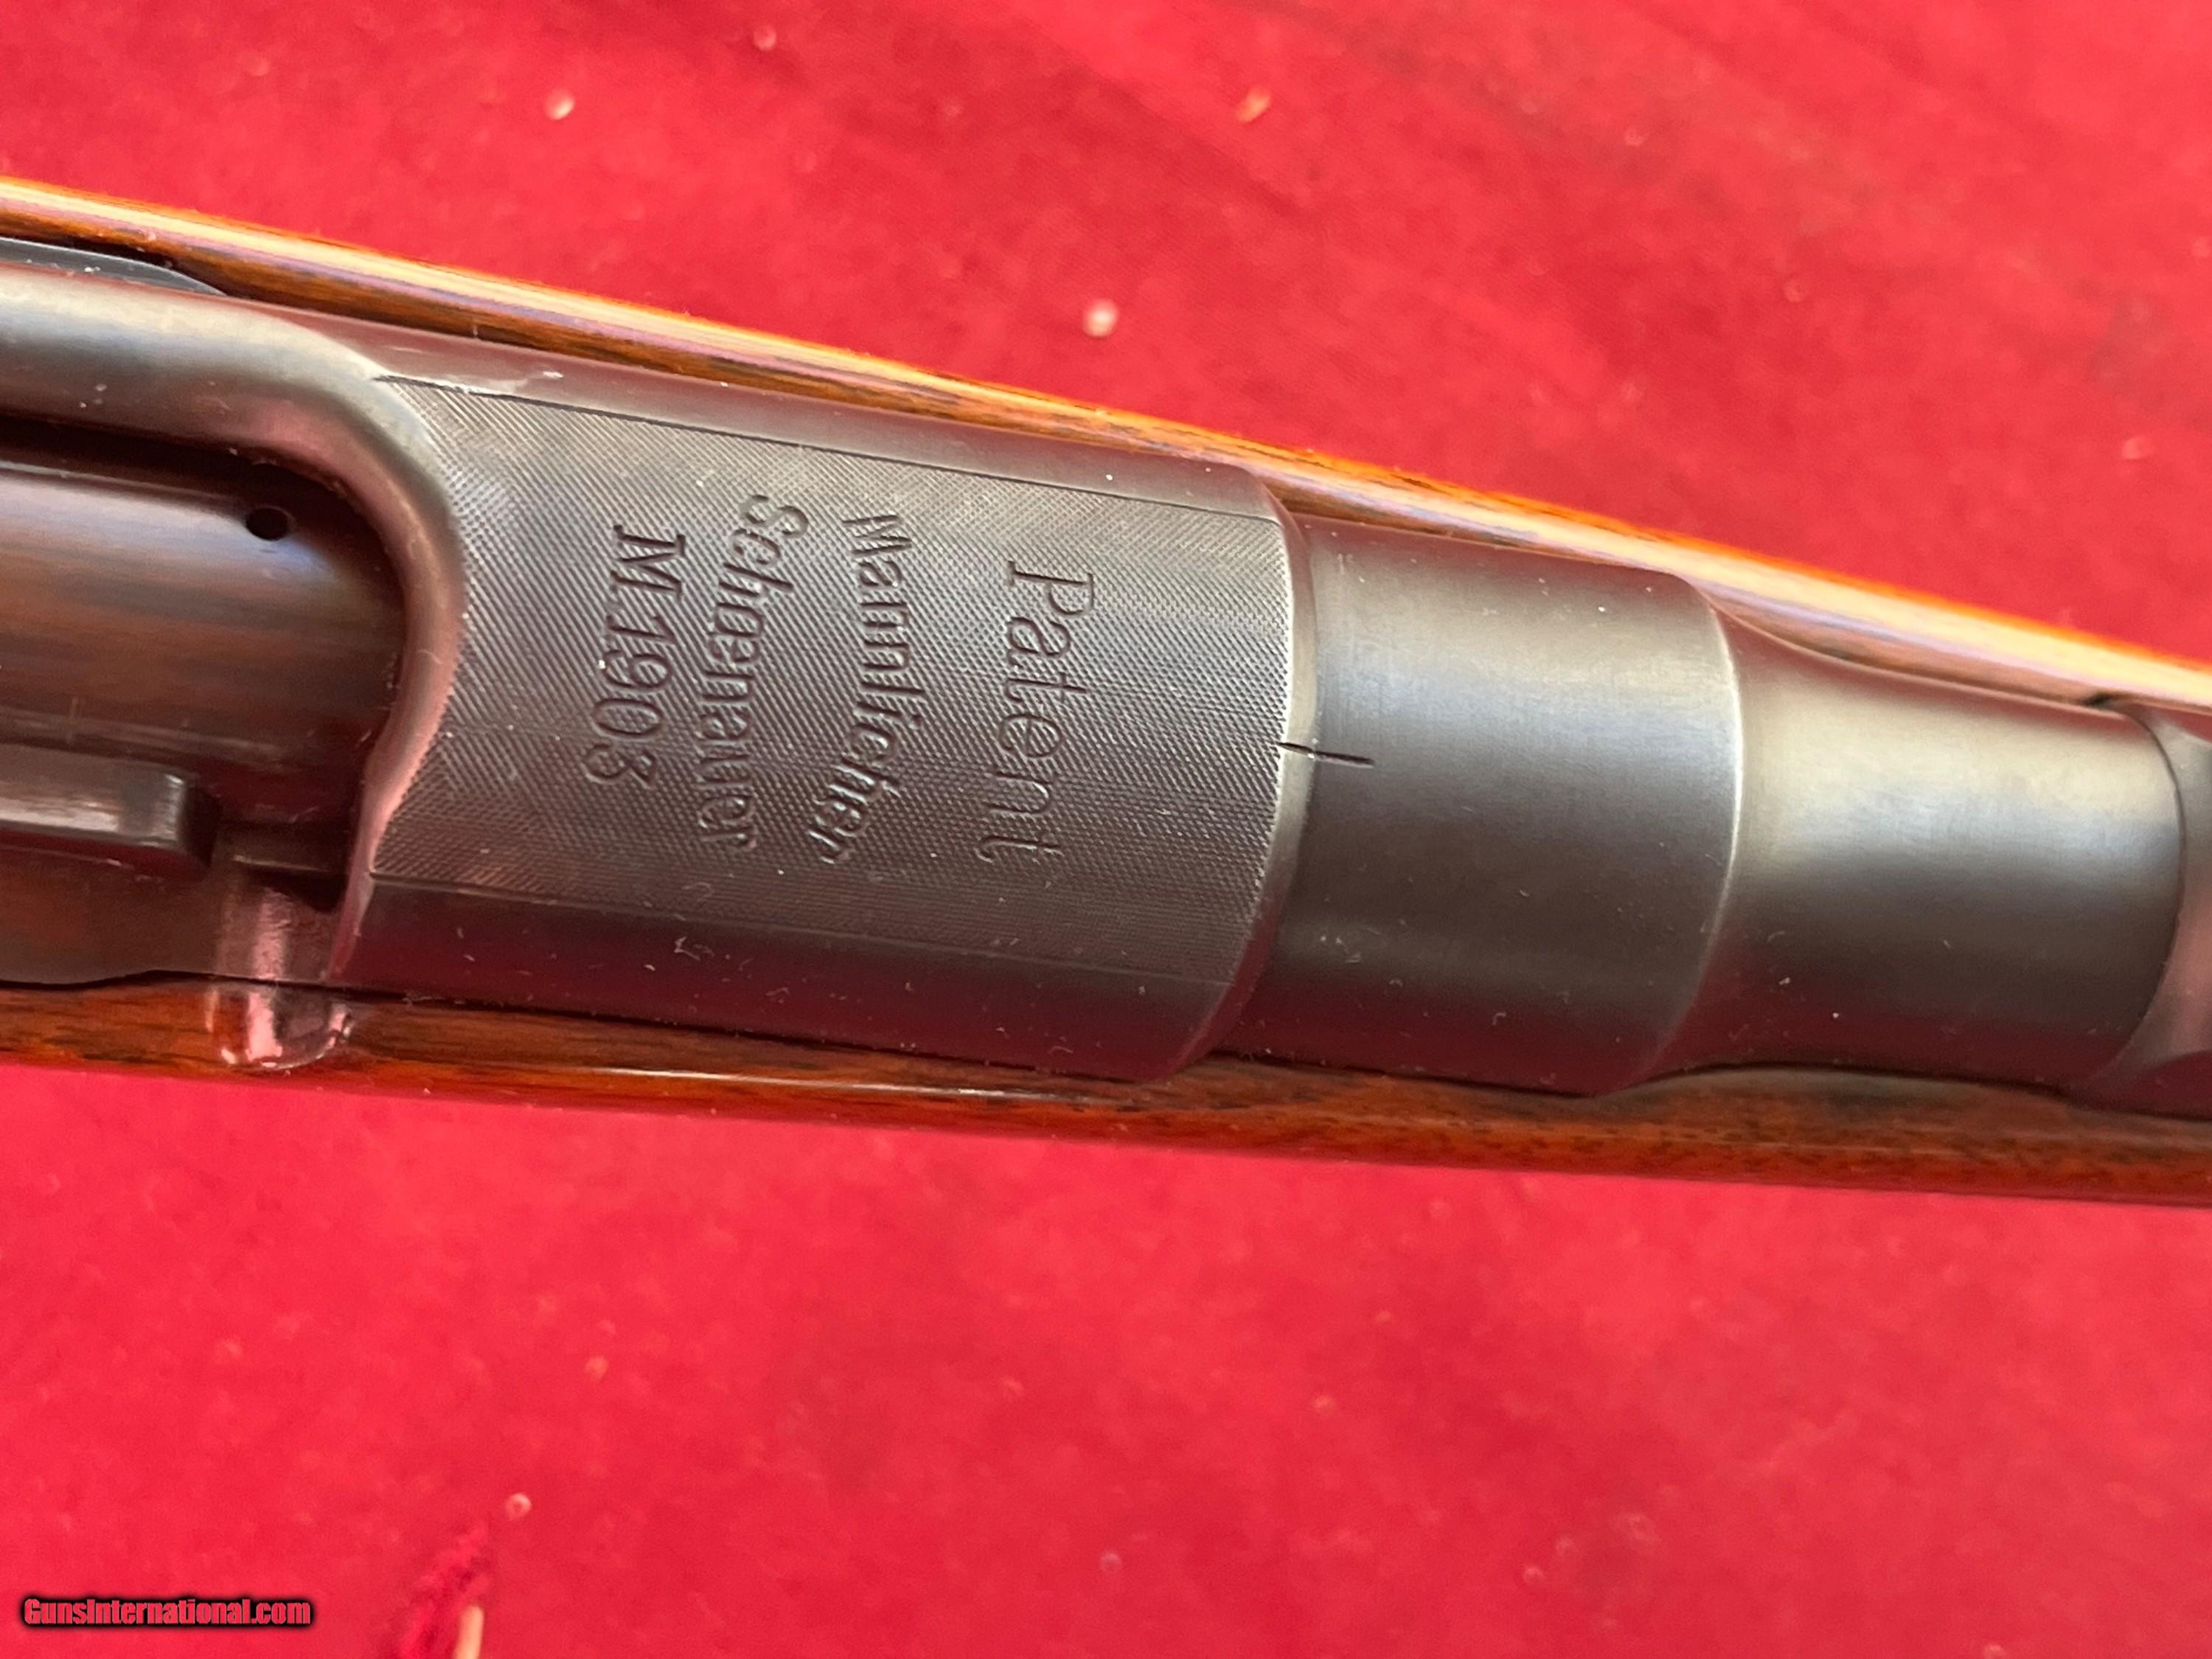 Patent
Mannlicher
Schoenauer
M.1903
GunsInternational.com